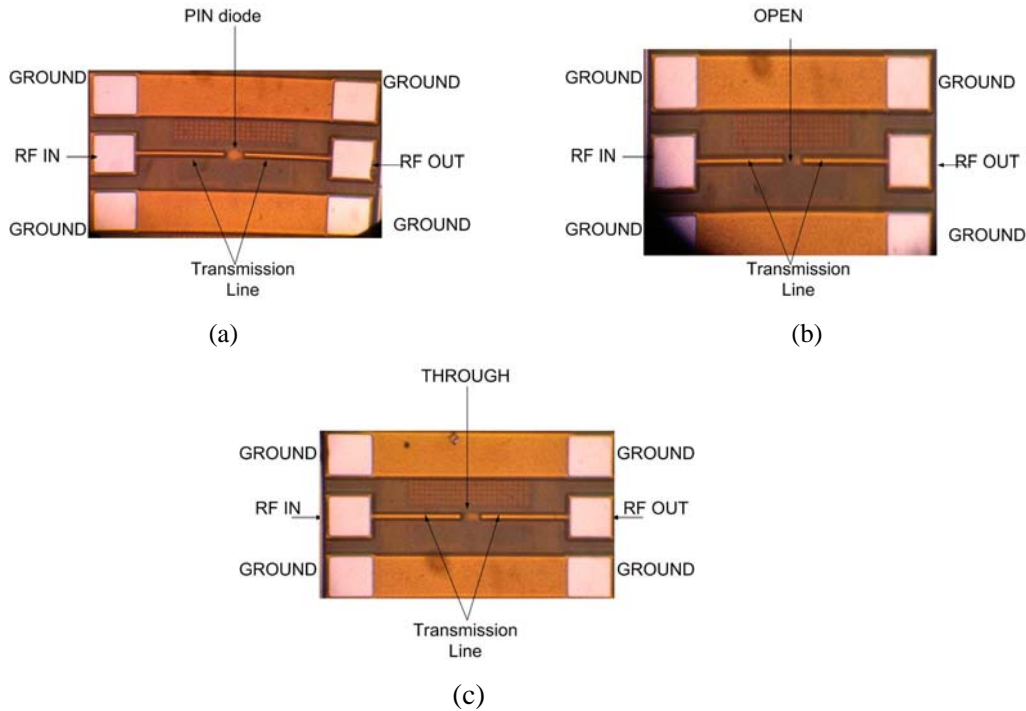 PIN diode
GROUND
GROUND
RF IN
RF OUT
GROUND
GROUND
Transmission
Line
(a)
OPEN
GROUND
GROUND
RF IN
RF OUT
GROUND
GROUND
Transmission
Line
(b)
THROUGH
GROUND
GROUND
RF IN
RF OUT
GROUND
GROUND
Transmission
Line
(c)